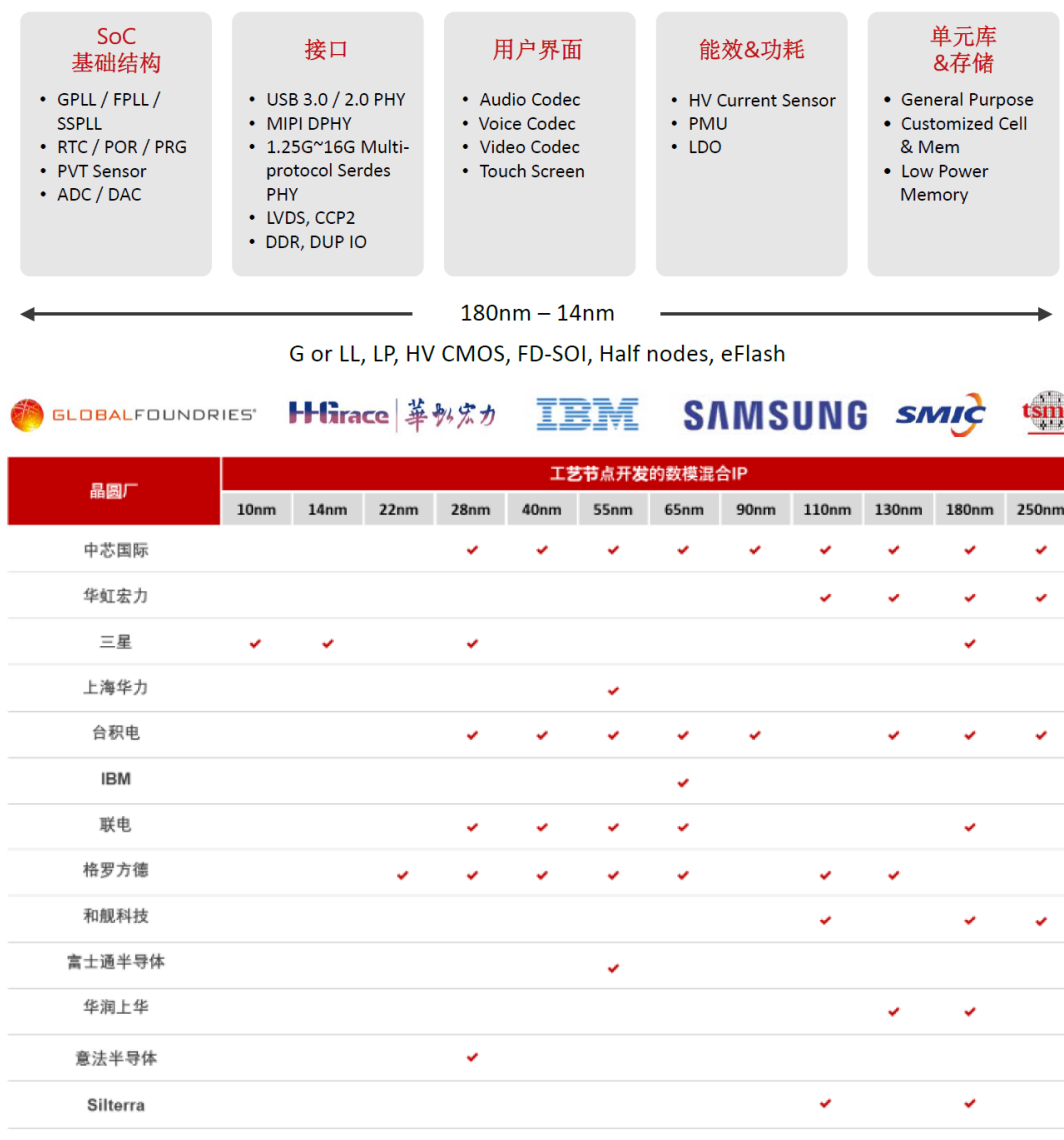 SoC
基础结构
• GPLL / FPLL /
SSPLL
• RTC / POR / PRG
• PVT Sensor
• ADC / DAC
接口
• USB 3.0 / 2.0 PHY
• MIPI DPHY
• 1.25G~16G Multi-
protocol Serdes
PHY
• LVDS, CCP2
• DDR, DUP IO
用户界面
• Audio Codec
• Voice Codec
• Video Codec
• Touch Screen
能效&功耗
• HV Current Sensor
• PMU
• LDO
单元库
&存储
• General Purpose
• Customized Cell
& Mem
• Low Power
Memory
180nm – 14nm
G or LL, LP, HV CMOS, FD-SOI, Half nodes, eFlash
GLOBALFOUNDRIES HHGrace 華虹宏力 IBM SAMSUNG SMIC tsm
晶圆厂 工艺节点开发的数模混合IP
10nm 14nm 22nm 28nm 40nm 55nm 65nm 90nm 110nm 130nm 180nm 250nm
中芯国际 ✓ ✓ ✓ ✓ ✓ ✓ ✓ ✓ ✓
华虹宏力 ✓ ✓ ✓ ✓
三星 ✓ ✓ ✓ ✓
上海华力 ✓
台积电 ✓ ✓ ✓ ✓ ✓ ✓ ✓ ✓
IBM ✓
联电 ✓ ✓ ✓ ✓ ✓
格罗方德 ✓ ✓ ✓ ✓ ✓ ✓ ✓
和舰科技 ✓ ✓ ✓
富士通半导体 ✓
华润上华 ✓ ✓
意法半导体 ✓
Silterra ✓ ✓